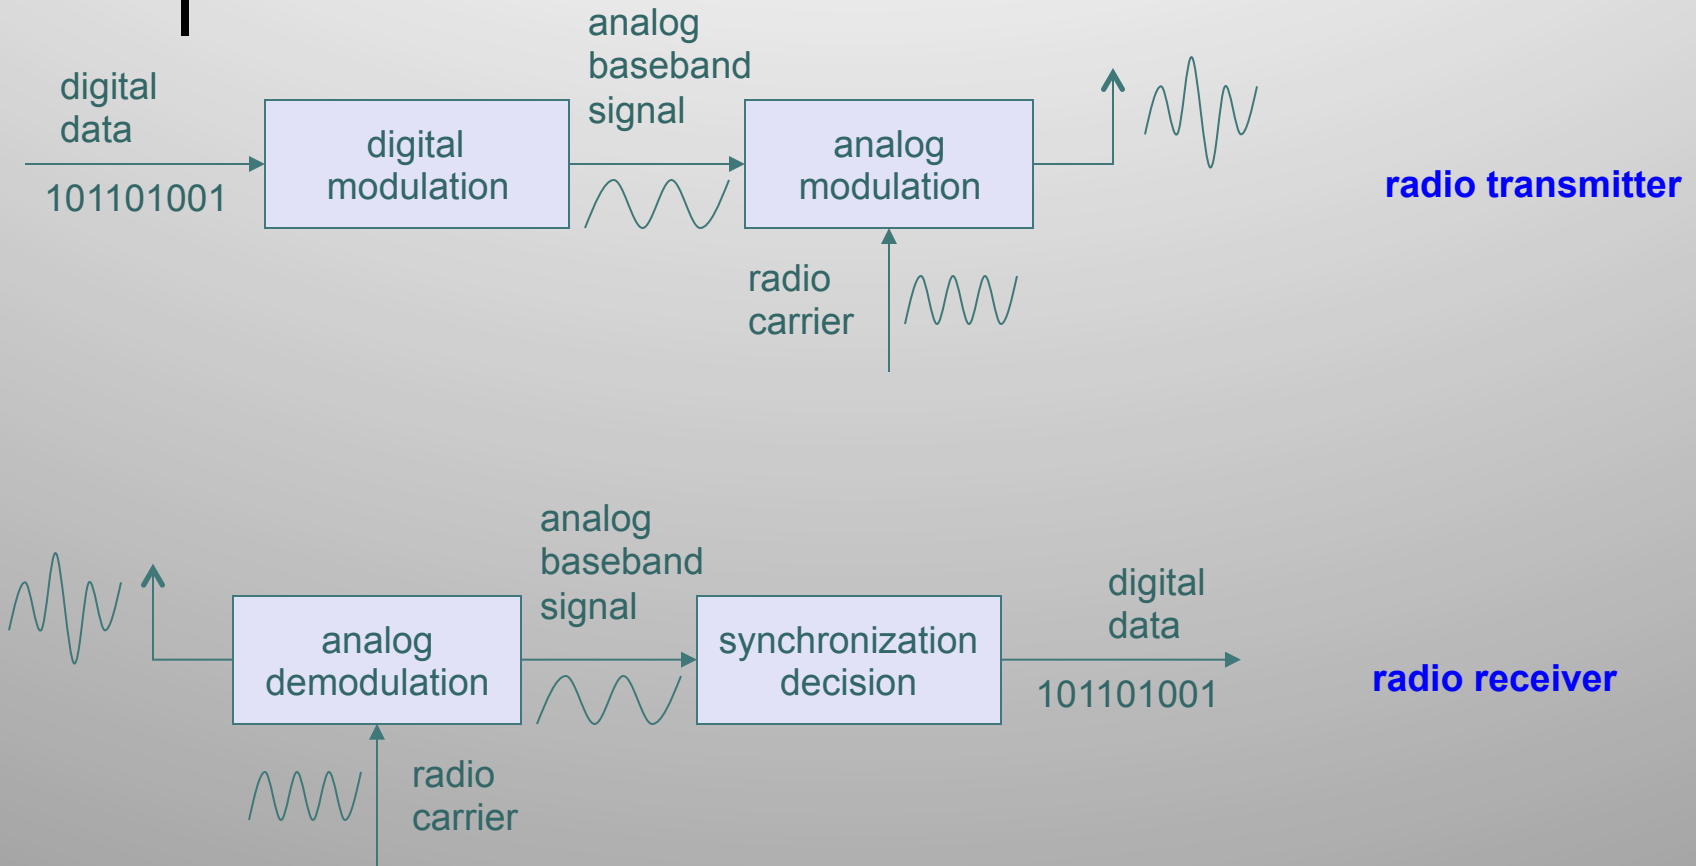 digital
data
101101001
digital
modulation
analog
baseband
signal
analog
modulation
radio
carrier
radio transmitter
analog
demodulation
radio
carrier
analog
baseband
signal
synchronization
decision
digital
data
101101001
radio receiver